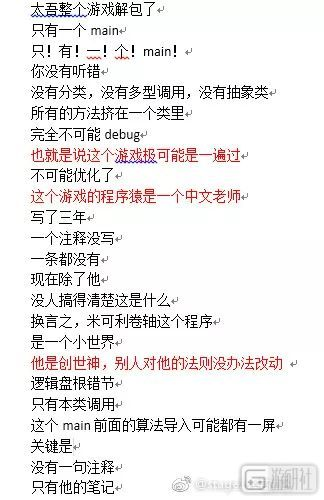 太吾整个游戏解包了
只有一个 main
只！有！一！个！main！
你没有听错
没有分类，没有多型调用，没有抽象类
所有的方法挤在一个类里
完全不可能 debug
也就是说这个游戏极可能是一遍过
不可能优化了
这个游戏的程序猿是一个中文老师
写了三年
一个注释没写
一条都没有
现在除了他
没人搞得清楚这是什么
换言之，米可利卷轴这个程序
是一个小世界
他是创世神，别人对他的法则没办法改动
逻辑盘根错节
只有本类调用
这个 main 前面的算法导入可能都有一屏
关键是
没有一句注释
只有他的笔记
游研社